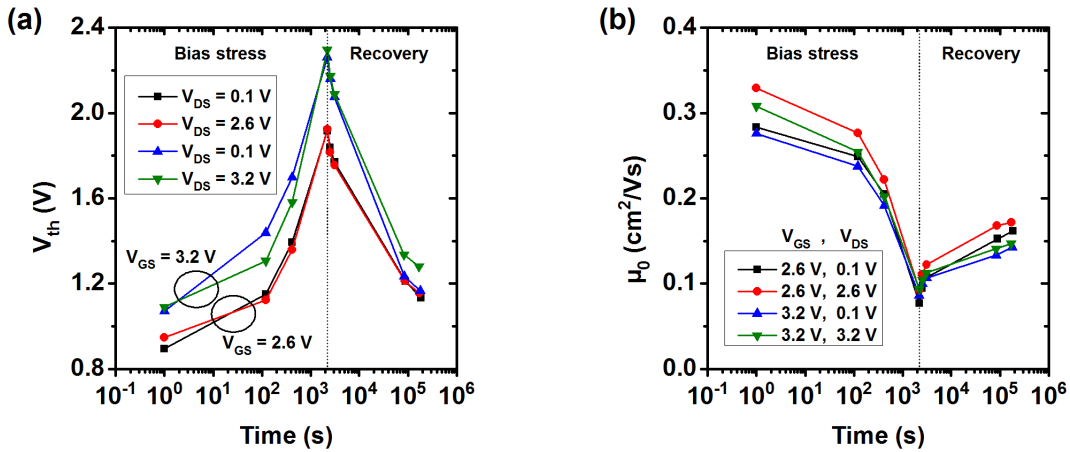 (a)
Bias stress Recovery
V_DS = 0.1 V
V_DS = 2.6 V
V_DS = 0.1 V
V_DS = 3.2 V
V_GS = 3.2 V
V_GS = 2.6 V
2.4
2.0
1.6
1.2
0.8
V_th (V)
10^-1 10^0 10^1 10^2 10^3 10^4 10^5 10^6
Time (s)
(b)
Bias stress Recovery
V_GS , V_DS
2.6 V, 0.1 V
2.6 V, 2.6 V
3.2 V, 0.1 V
3.2 V, 3.2 V
0.4
0.3
0.2
0.1
0.0
μ_0 (cm^2/Vs)
10^-1 10^0 10^1 10^2 10^3 10^4 10^5 10^6
Time (s)